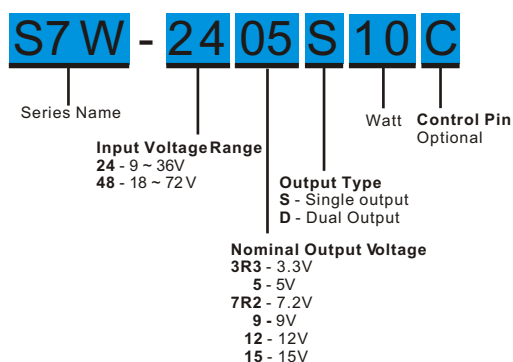 S7W - 24 05 S 10 C
Series Name
Watt
Control Pin
Optional
Input Voltage Range
24 - 9 ~ 36V
48 - 18 ~ 72 V
Output Type
S - Single output
D - Dual Output
Nominal Output Voltage
3R3 - 3.3V
5 - 5V
7R2 - 7.2V
9 - 9V
12 - 12V
15 - 15V